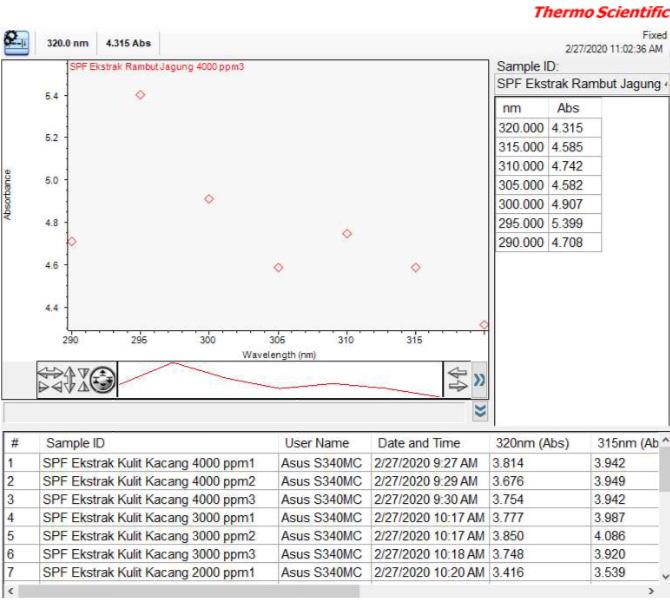 Thermo Scientific
320.0 nm 4.315 Abs
Fixed
2/27/2020 11:02:36 AM
SPF Ekstrak Rambut Jagung 4000 ppm3
5.4
5.2
5.0
4.8
4.6
4.4
Absorbance
290 295 300 305 310 315
Wavelength (nm)
Sample ID:
SPF Ekstrak Rambut Jagung
nm Abs
320.000 4.315
315.000 4.585
310.000 4.742
305.000 4.582
300.000 4.907
295.000 5.399
290.000 4.708
# Sample ID User Name Date and Time 320nm (Abs) 315nm (Ab
1 SPF Ekstrak Kulit Kacang 4000 ppm1 Asus S340MC 2/27/2020 9:27 AM 3.814 3.942
2 SPF Ekstrak Kulit Kacang 4000 ppm2 Asus S340MC 2/27/2020 9:29 AM 3.676 3.949
3 SPF Ekstrak Kulit Kacang 4000 ppm3 Asus S340MC 2/27/2020 9:30 AM 3.754 3.942
4 SPF Ekstrak Kulit Kacang 3000 ppm1 Asus S340MC 2/27/2020 10:17 AM 3.777 3.987
5 SPF Ekstrak Kulit Kacang 3000 ppm2 Asus S340MC 2/27/2020 10:17 AM 3.850 4.086
6 SPF Ekstrak Kulit Kacang 3000 ppm3 Asus S340MC 2/27/2020 10:18 AM 3.748 3.920
7 SPF Ekstrak Kulit Kacang 2000 ppm1 Asus S340MC 2/27/2020 10:20 AM 3.416 3.539